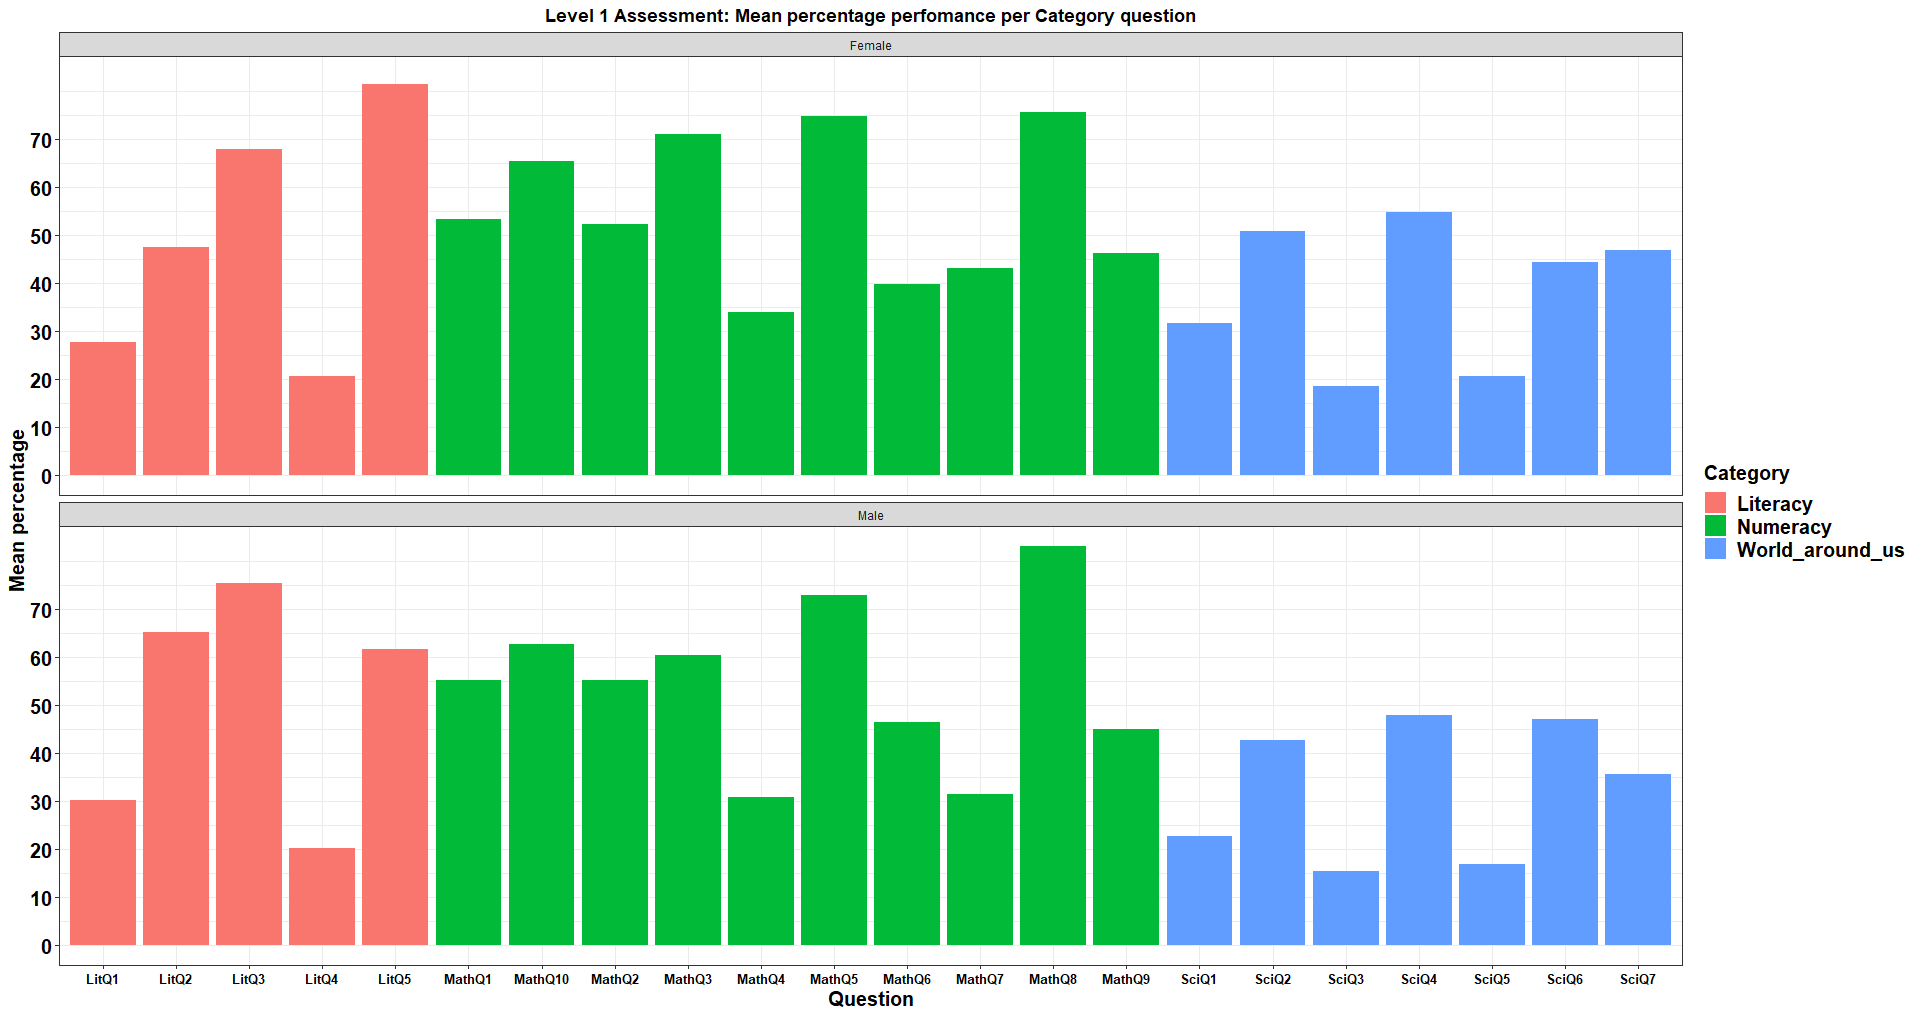 Level 1 Assessment: Mean percentage perfomance per Category question
Female
70
60
50
40
30
20
10
0
Mean percentage
Male
70
60
50
40
30
20
10
0
LitQ1 LitQ2 LitQ3 LitQ4 LitQ5 MathQ1 MathQ10 MathQ2 MathQ3 MathQ4 MathQ5 MathQ6 MathQ7 MathQ8 MathQ9 SciQ1 SciQ2 SciQ3 SciQ4 SciQ5 SciQ6 SciQ7
Question
Category
Literacy
Numeracy
World_around_us